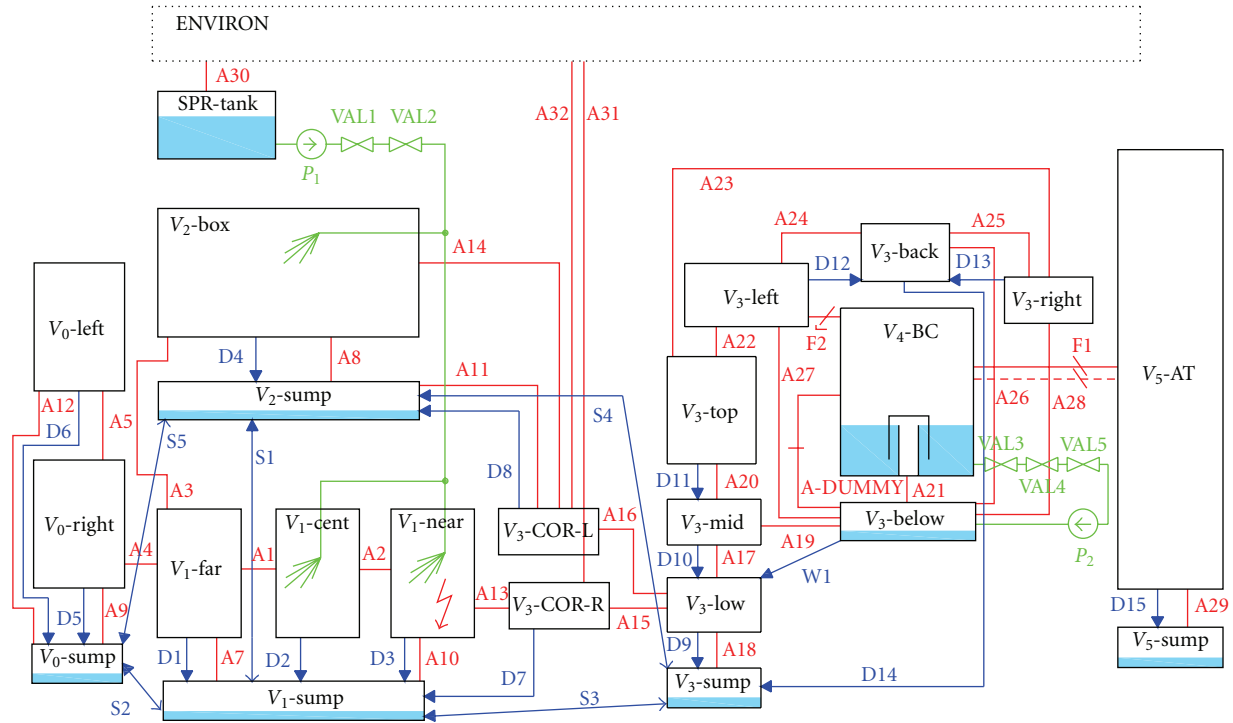 ENVIRON
A30
SPR-tank
VAL1
VAL2
A32
A31
P1
A23
V2-box
A24
A25
A14
V3-back
D12
D13
V3-left
V3-right
V0-left
V4-BC
F2
F1
A22
D4
A8
V5-AT
A11
A27
A12
V2-sump
A26
A28
D6
A5
S5
S4
V3-top
S1
D8
VAL3
VAL5
D11
A20
A-DUMMY
A21
VAL4
A3
V0-right
V1-cent
V1-near
A16
V3-COR-L
V3-mid
V3-below
A4
A1
A2
D10
A17
A19
P2
V1-far
W1
A13
V3-COR-R
V3-low
A15
D15
A29
D5
A9
D9
A18
V5-sump
V0-sump
D1
A7
D2
D3
A10
D7
V3-sump
D14
S2
V1-sump
S3